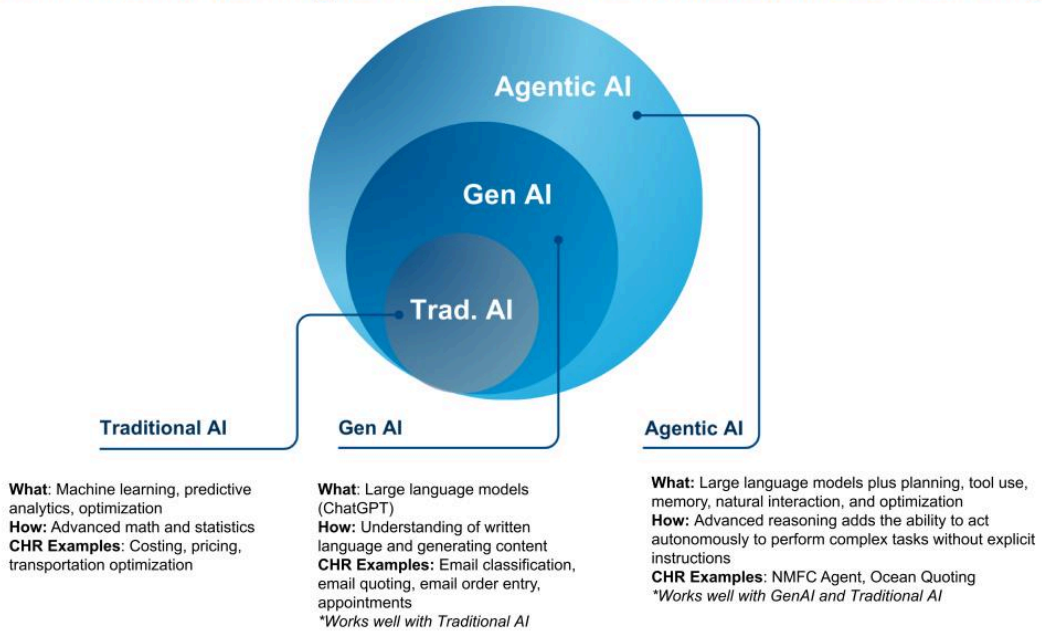 Agentic AI
Gen AI
Trad. AI
Traditional AI
What: Machine learning, predictive
analytics, optimization
How: Advanced math and statistics
CHR Examples: Costing, pricing,
transportation optimization
Gen AI
What: Large language models
(ChatGPT)
How: Understanding of written
language and generating content
CHR Examples: Email classification,
email quoting, email order entry,
appointments
*Works well with Traditional AI
Agentic AI
What: Large language models plus planning, tool use,
memory, natural interaction, and optimization
How: Advanced reasoning adds the ability to act
autonomously to perform complex tasks without explicit
instructions
CHR Examples: NMFC Agent, Ocean Quoting
*Works well with GenAI and Traditional AI